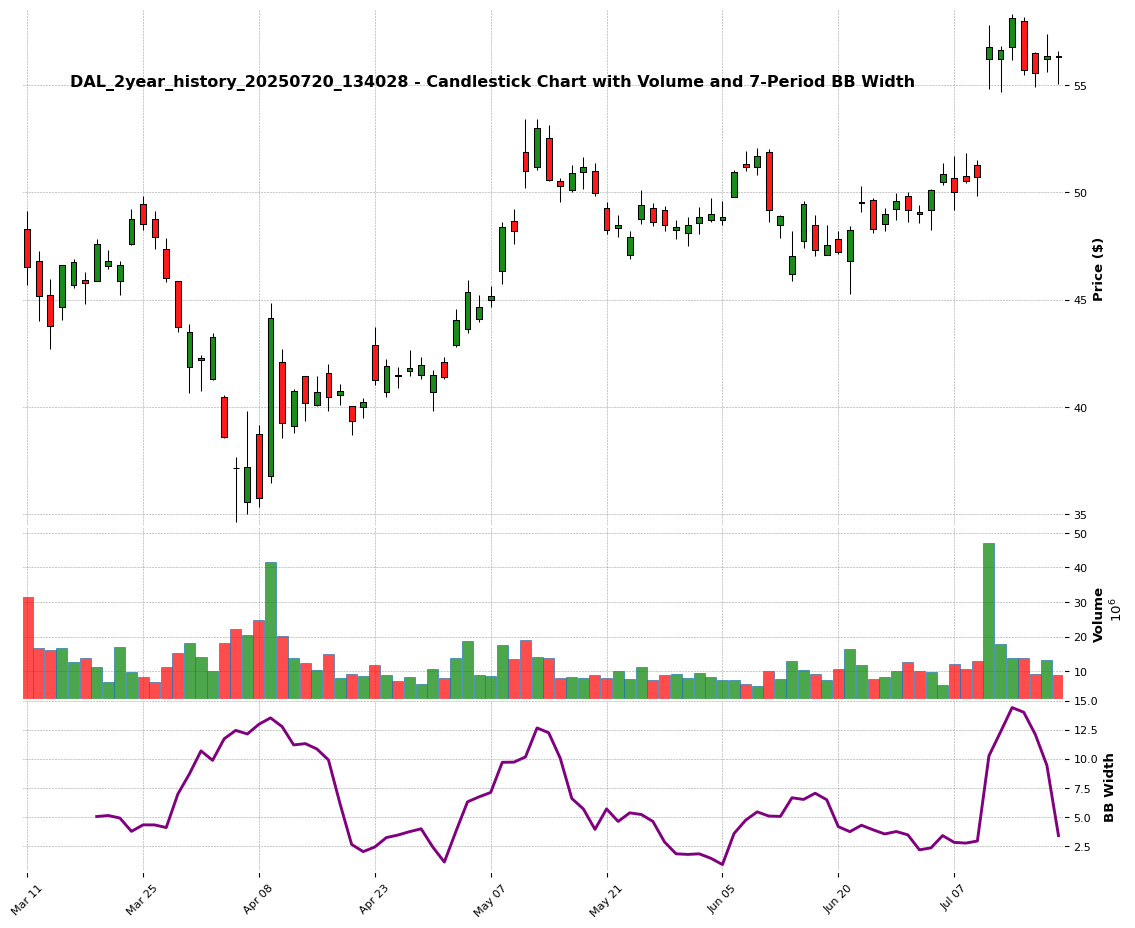 DAL_2year_history_20250720_134028 - Candlestick Chart with Volume and 7-Period BB Width
55
50
45
40
35
Price ($)
50
40
30
20
10
Volume
10^6
15.0
12.5
10.0
7.5
5.0
2.5
BB Width
Mar 11
Mar 25
Apr 08
Apr 23
May 07
May 21
Jun 05
Jun 20
Jul 07